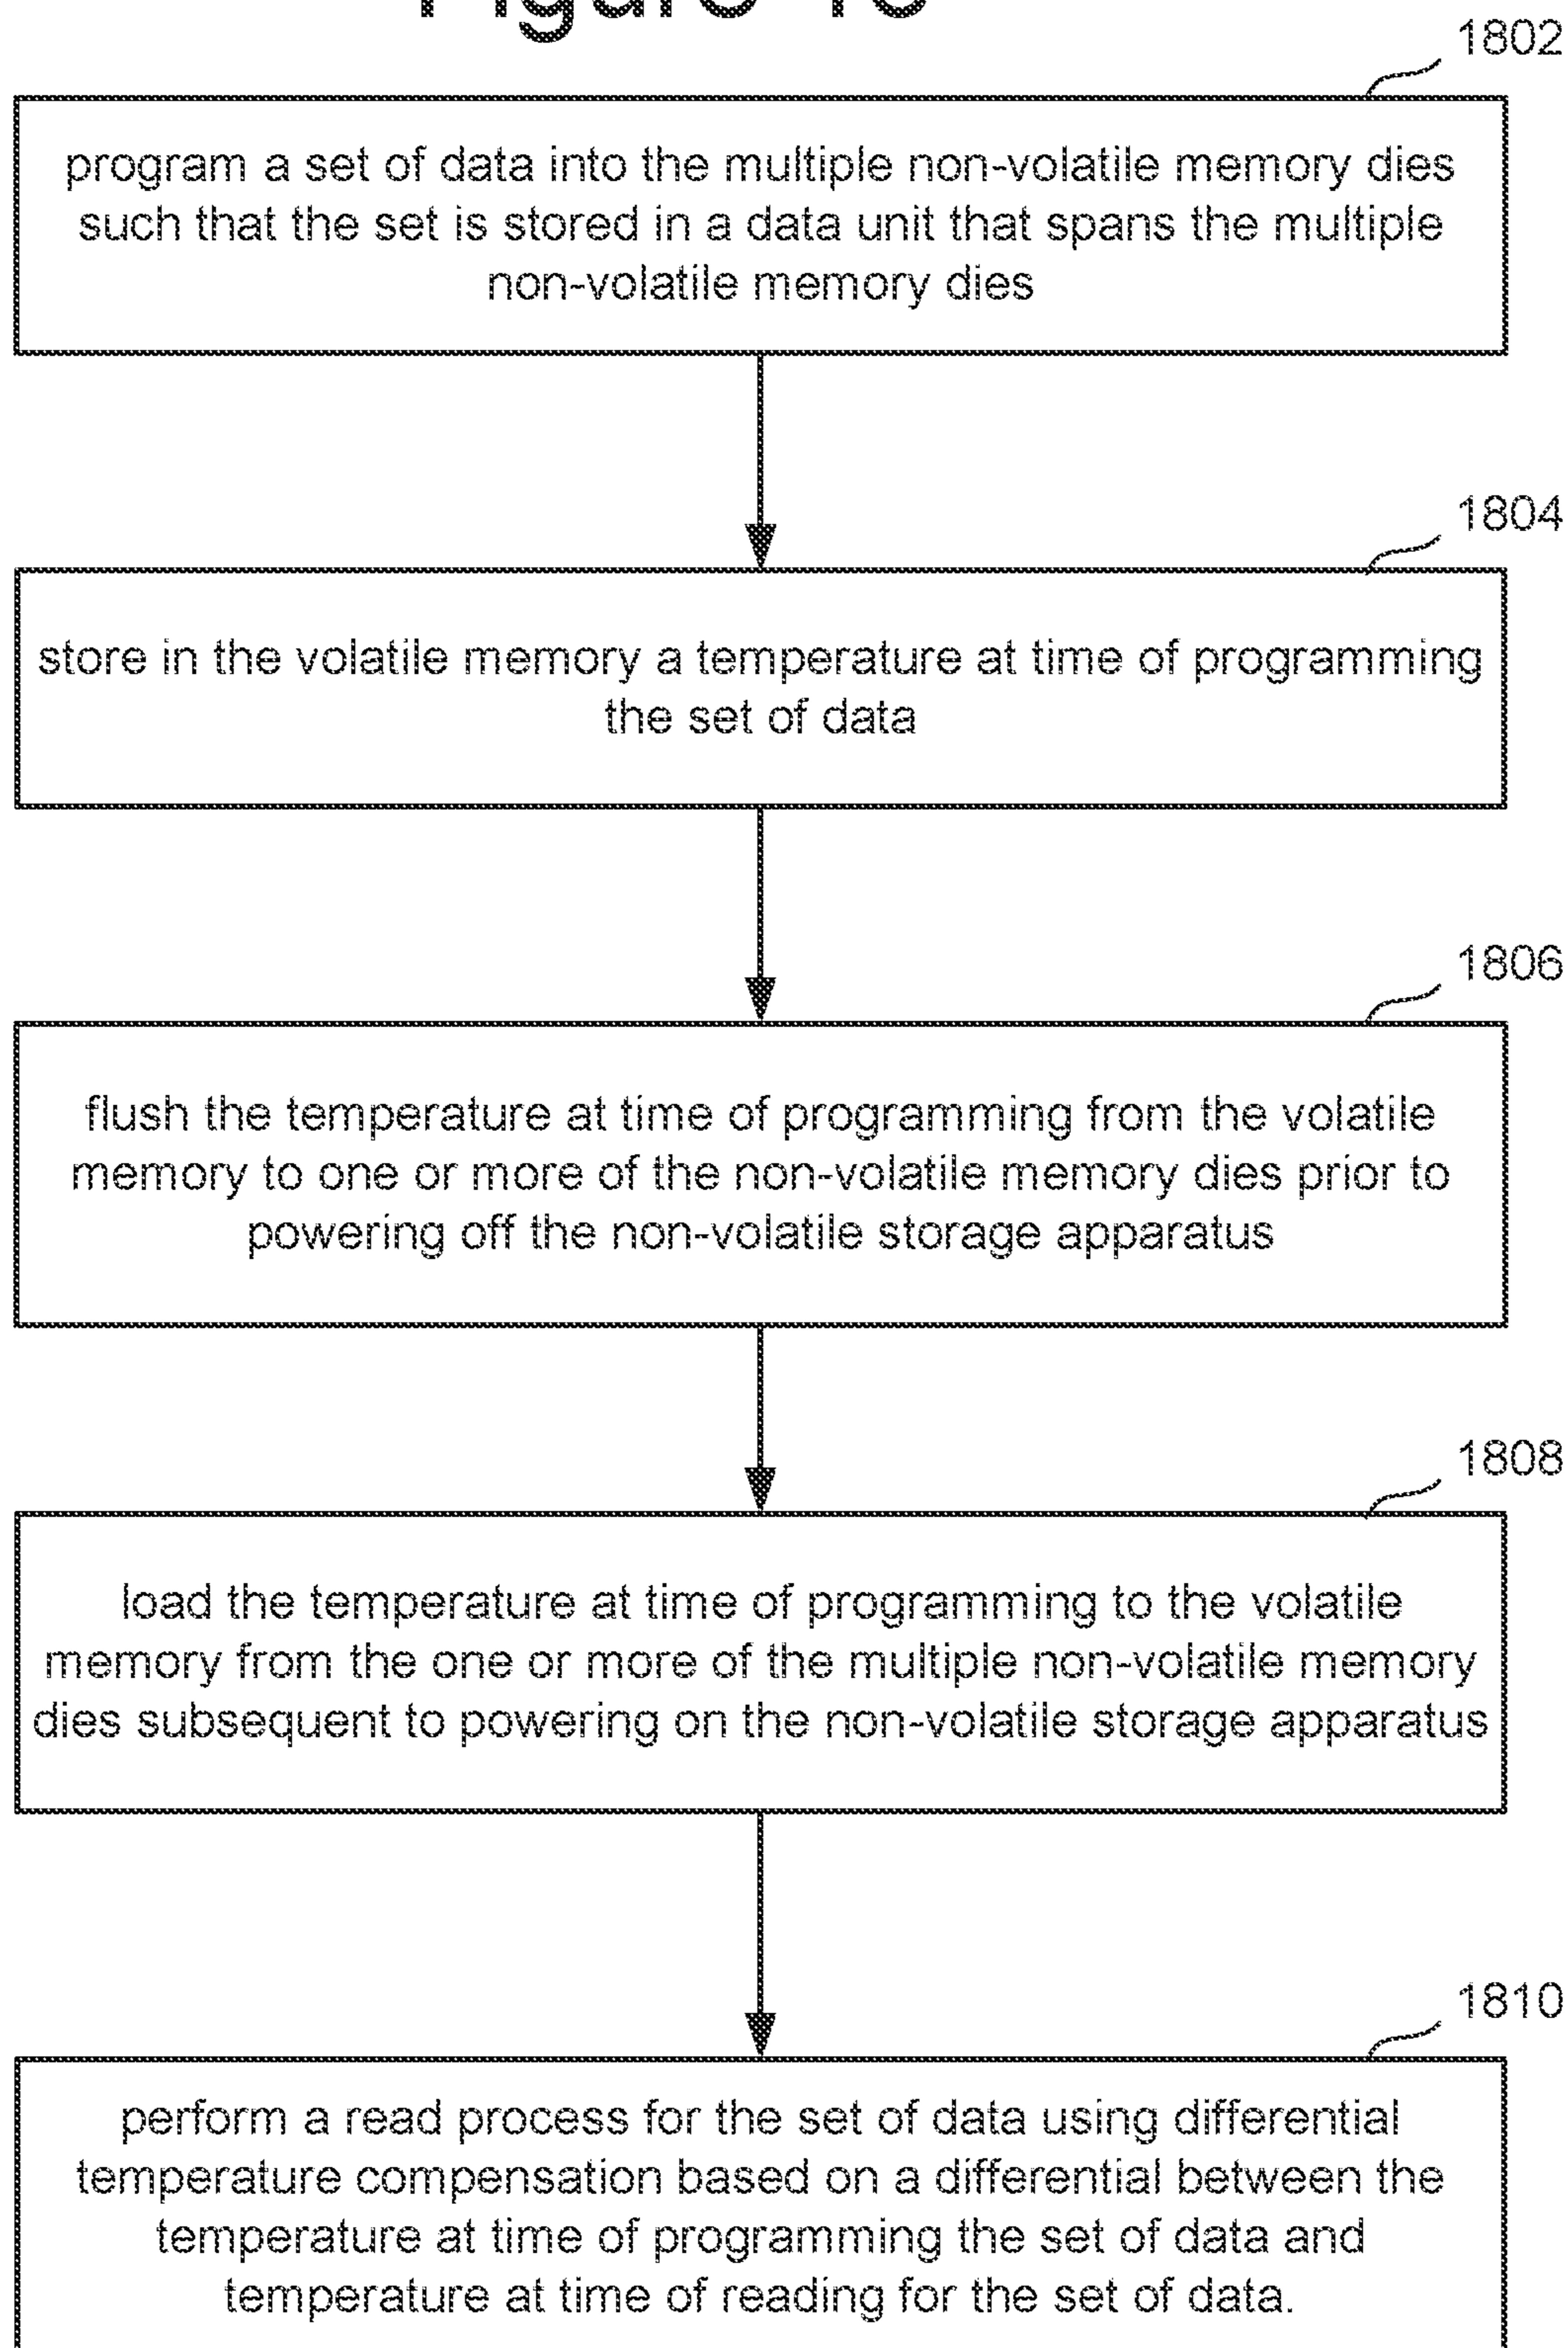 Figure 18
1802
program a set of data into the multiple non-volatile memory dies
such that the set is stored in a data unit that spans the multiple
non-volatile memory dies
1804
store in the volatile memory a temperature at time of programming
the set of data
1806
flush the temperature at time of programming from the volatile
memory to one or more of the non-volatile memory dies prior to
powering off the non-volatile storage apparatus
1808
load the temperature at time of programming to the volatile
memory from the one or more of the multiple non-volatile memory
dies subsequent to powering on the non-volatile storage apparatus
1810
perform a read process for the set of data using differential
temperature compensation based on a differential between the
temperature at time of programming the set of data and
temperature at time of reading for the set of data.